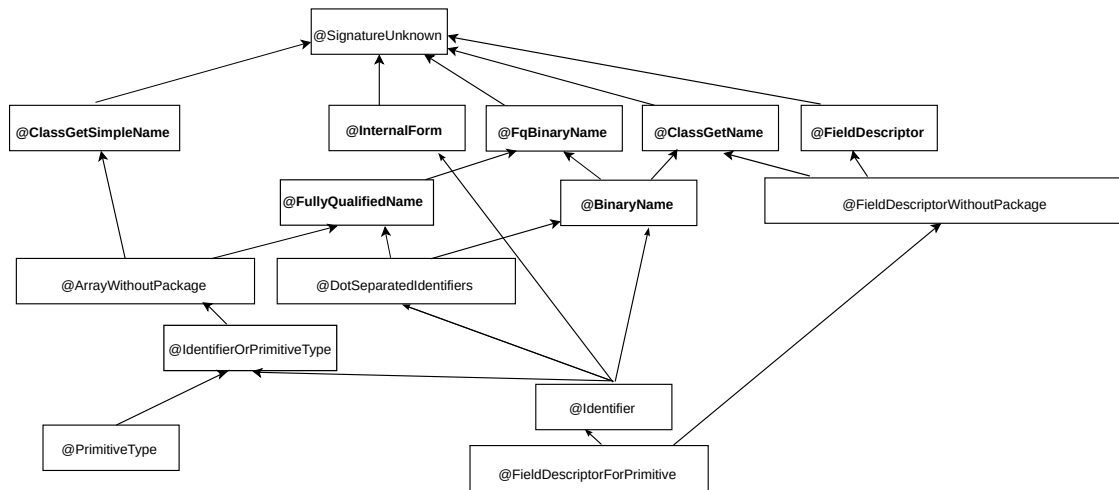 @SignatureUnknown
@ClassGetSimpleName
@InternalForm
@FqBinaryName
@ClassGetName
@FieldDescriptor
@FullyQualifiedName
@BinaryName
@FieldDescriptorWithoutPackage
@ArrayWithoutPackage
@DotSeparatedIdentifiers
@IdentifierOrPrimitiveType
@Identifier
@PrimitiveType
@FieldDescriptorForPrimitive